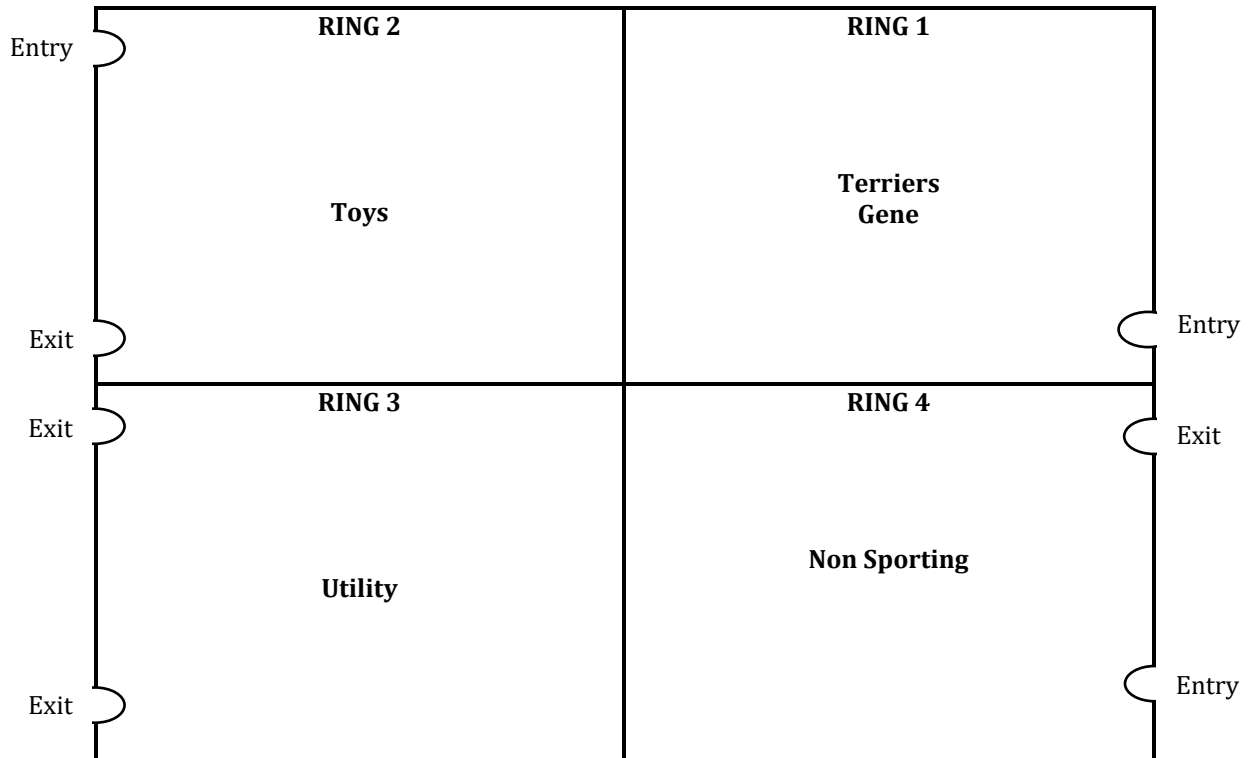 RING 2
RING 1
Entry
Toys
Terriers
Gene
Exit
Entry
RING 3
RING 4
Exit
Exit
Utility
Non Sporting
Exit
Entry